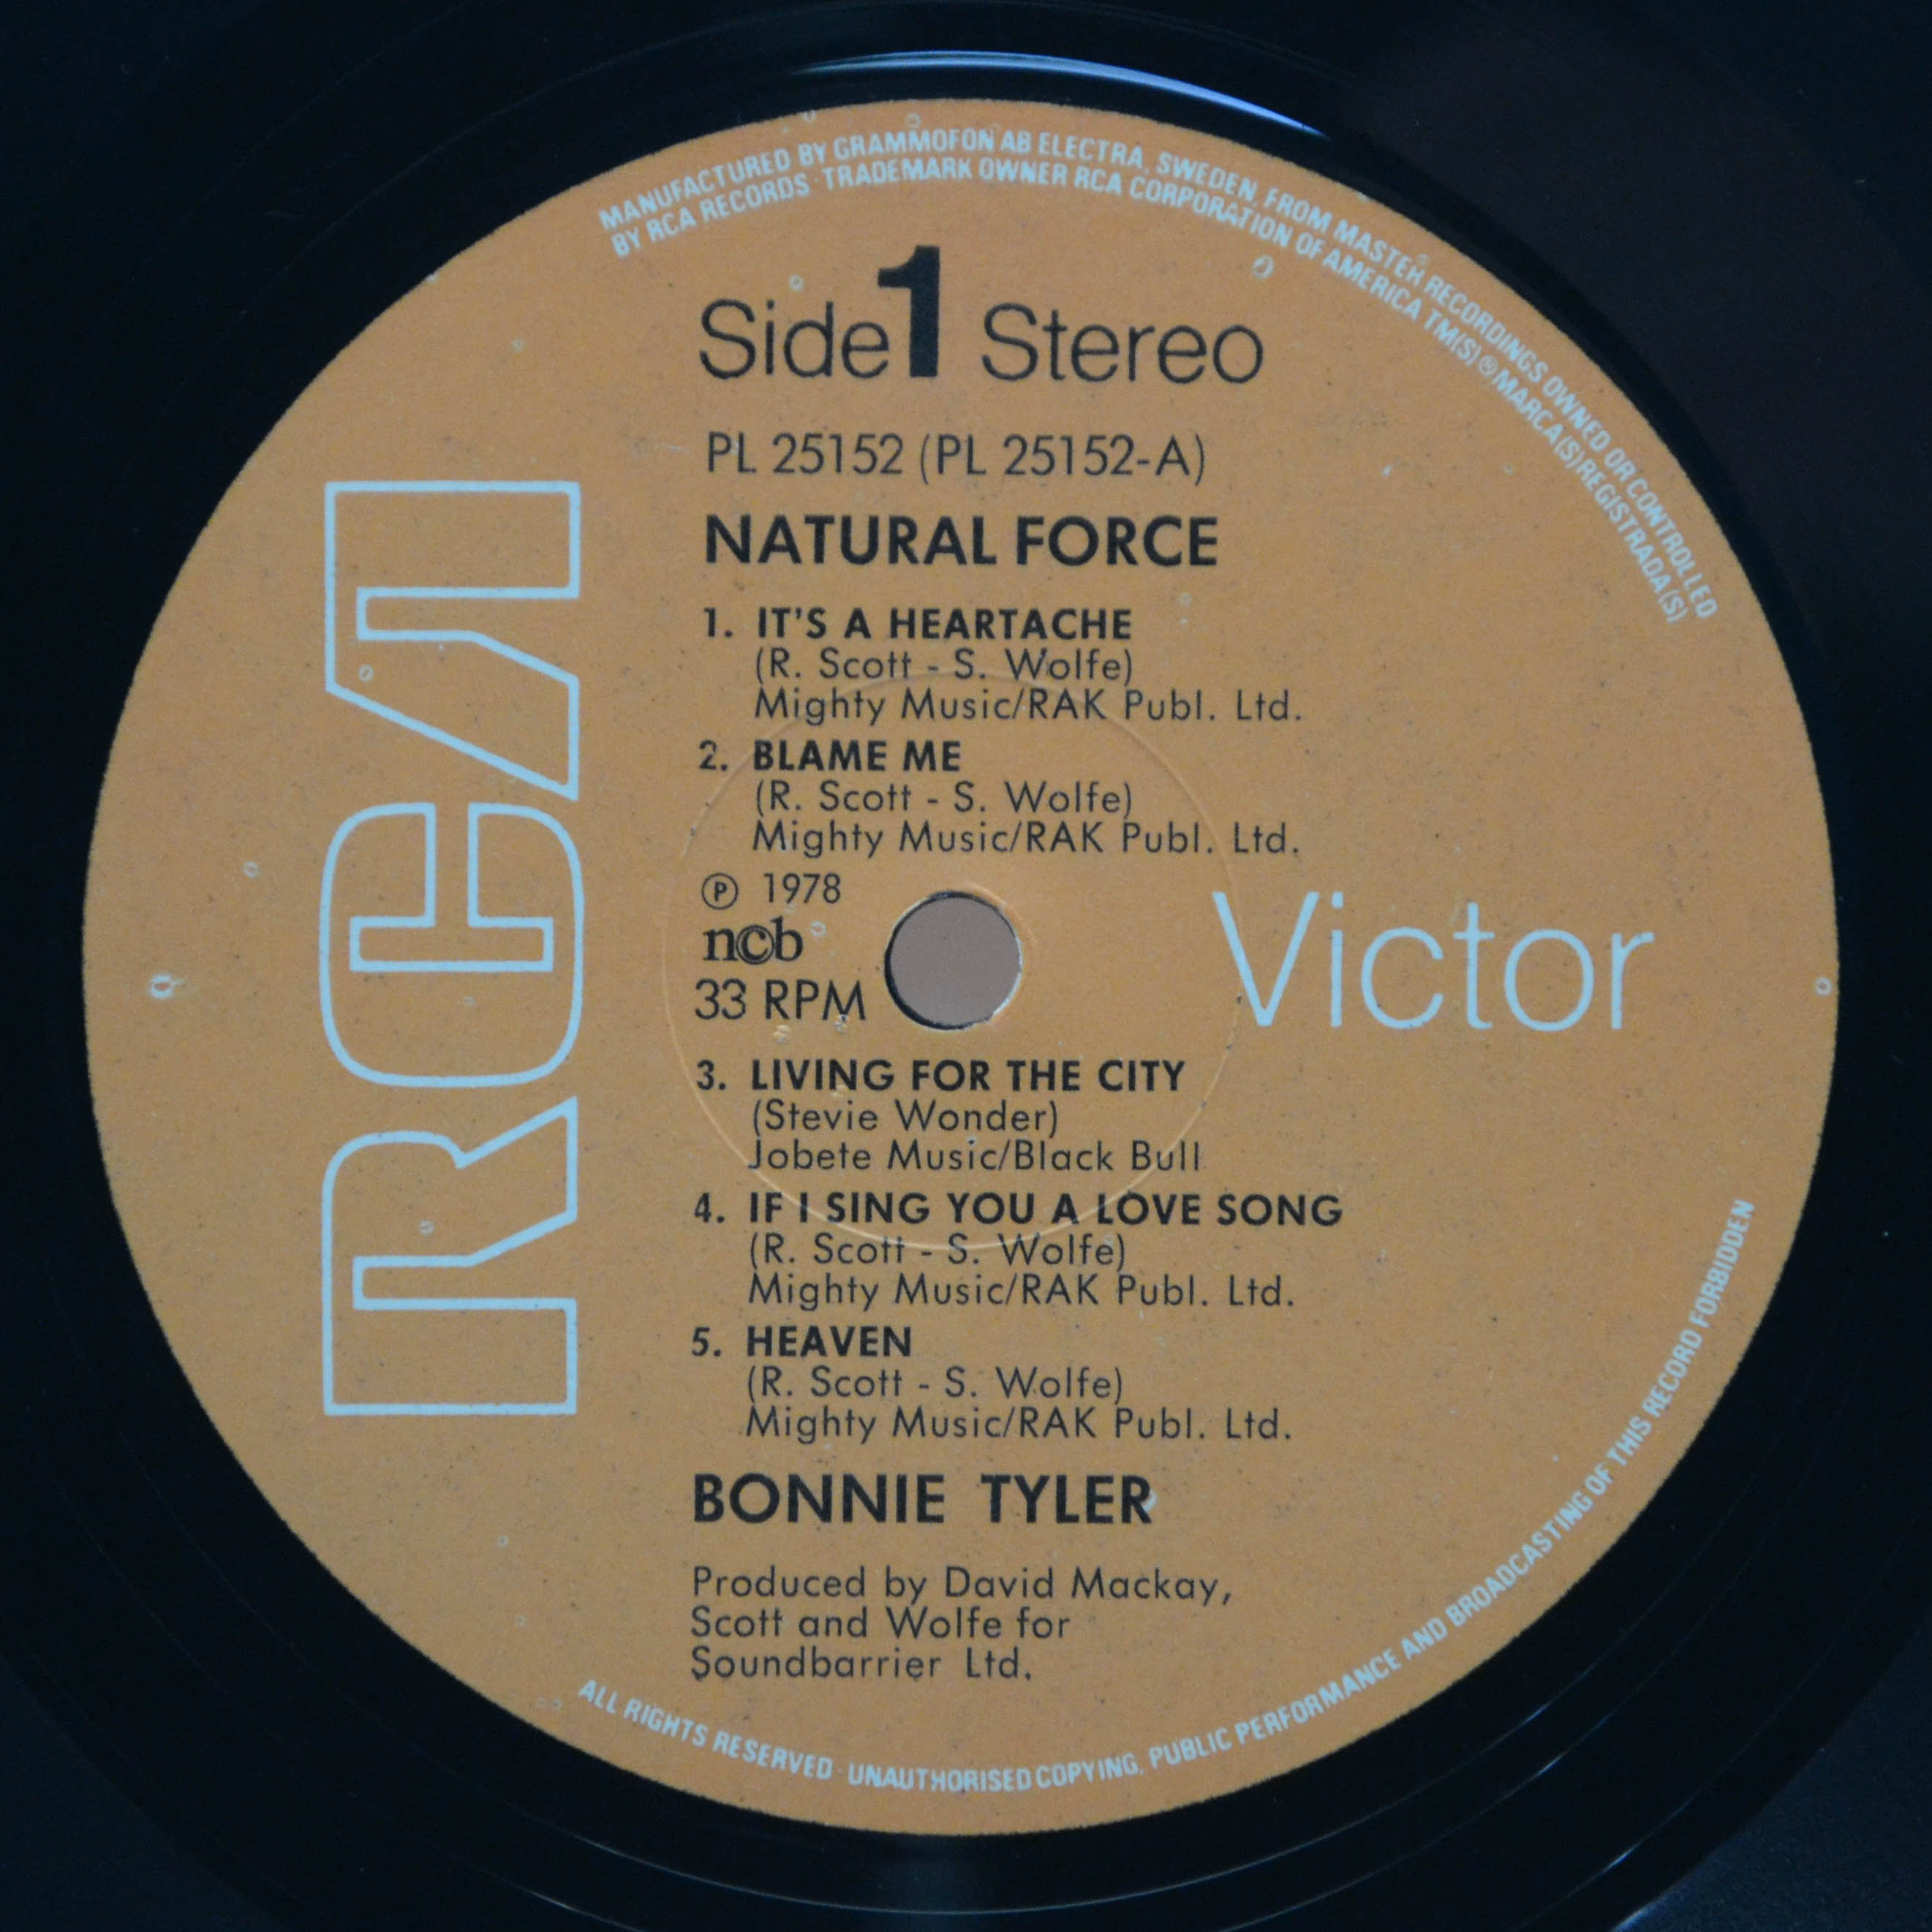 MANUFACTURED BY GRAMMOFON AB ELECTRA, SWEDEN, FROM MASTER RECORDINGS OWNED OR CONTROLLED
BY RCA RECORDS · TRADEMARK OWNER RCA CORPORATION OF AMERICA TM(S) ® MARCA(S) REGISTRADA(S)
Side 1 Stereo
PL 25152 (PL 25152-A)
NATURAL FORCE
1. IT'S A HEARTACHE
(R. Scott - S. Wolfe)
Mighty Music/RAK Publ. Ltd.
2. BLAME ME
(R. Scott - S. Wolfe)
Mighty Music/RAK Publ. Ltd.
℗ 1978
ncb
33 RPM
RCA
Victor
3. LIVING FOR THE CITY
(Stevie Wonder)
Jobete Music/Black Bull
4. IF I SING YOU A LOVE SONG
(R. Scott - S. Wolfe)
Mighty Music/RAK Publ. Ltd.
5. HEAVEN
(R. Scott - S. Wolfe)
Mighty Music/RAK Publ. Ltd.
BONNIE TYLER
Produced by David Mackay,
Scott and Wolfe for
Soundbarrier Ltd.
ALL RIGHTS RESERVED · UNAUTHORISED COPYING, PUBLIC PERFORMANCE AND BROADCASTING OF THIS RECORD FORBIDDEN